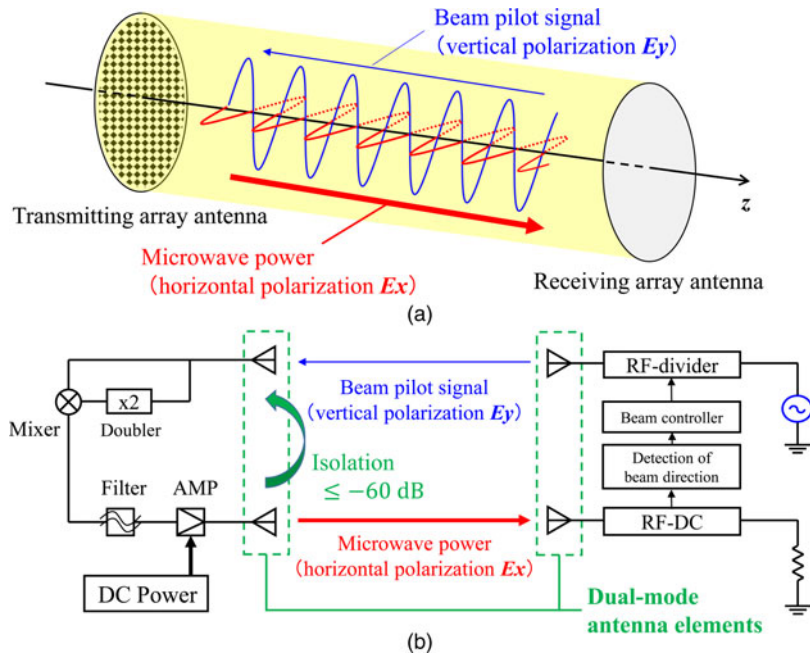 Beam pilot signal
(vertical polarization Ey)
Transmitting array antenna
z
Microwave power
(horizontal polarization Ex)
Receiving array antenna
(a)
RF-divider
x2
Beam pilot signal
(vertical polarization Ey)
Mixer
Doubler
Beam controller
Isolation
≤ −60 dB
Detection of
beam direction
Filter
AMP
RF-DC
Microwave power
(horizontal polarization Ex)
DC Power
Dual-mode
antenna elements
(b)